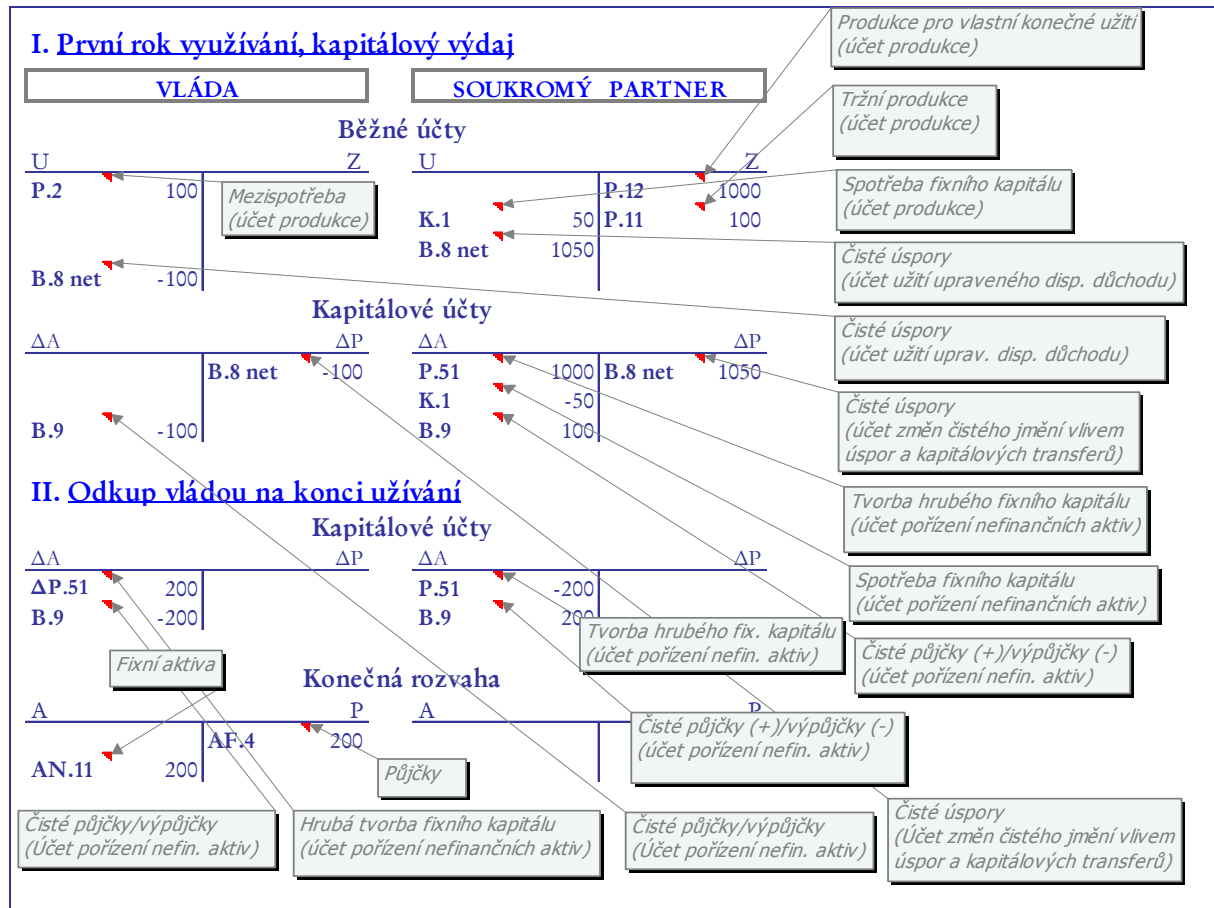 I. První rok využívání, kapitálový výdaj
VLÁDA
SOUKROMÝ PARTNER
Běžné účty
U Z
P.2 100
B.8 net -100
U Z
P.12 1000
K.1 50 P.11 100
B.8 net 1050
Kapitálové účty
ΔA ΔP
B.8 net -100
B.9 -100
ΔA ΔP
P.51 1000 B.8 net 1050
K.1 -50
B.9 100
II. Odkup vládou na konci užívání
Kapitálové účty
ΔA ΔP
ΔP.51 200
B.9 -200
ΔA ΔP
P.51 -200
B.9 200
Konečná rozvaha
A P
AF.4 200
AN.11 200
A P
Mezispotřeba
(účet produkce)
Produkce pro vlastní konečné užití
(účet produkce)
Tržní produkce
(účet produkce)
Spotřeba fixního kapitálu
(účet produkce)
Čisté úspory
(účet užití upraveného disp. důchodu)
Čisté úspory
(účet užití uprav. disp. důchodu)
Čisté úspory
(účet změn čistého jmění vlivem
úspor a kapitálových transferů)
Tvorba hrubého fixního kapitálu
(účet pořízení nefinančních aktiv)
Spotřeba fixního kapitálu
(účet pořízení nefinančních aktiv)
Čisté půjčky (+)/výpůjčky (-)
(účet pořízení nefin. aktiv)
Tvorba hrubého fix. kapitálu
(účet pořízení nefin. aktiv)
Fixní aktiva
Čisté půjčky (+)/výpůjčky (-)
(účet pořízení nefin. aktiv)
Půjčky
Čisté půjčky/výpůjčky
(Účet pořízení nefin. aktiv)
Hrubá tvorba fixního kapitálu
(účet pořízení nefinančních aktiv)
Čisté půjčky/výpůjčky
(Účet pořízení nefin. aktiv)
Čisté úspory
(Účet změn čistého jmění vlivem
úspor a kapitálových transferů)